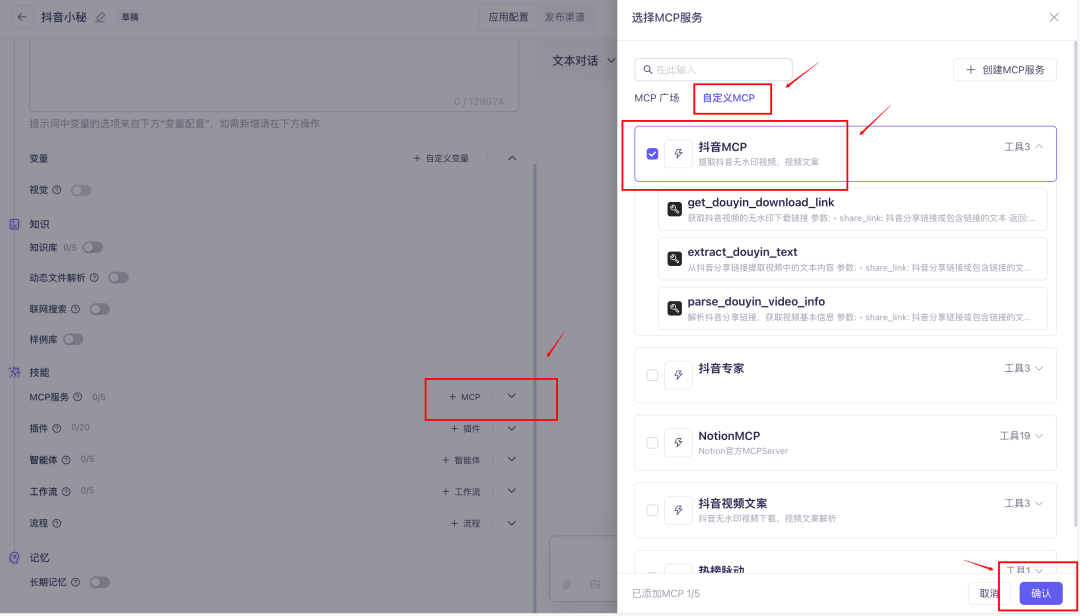 抖音小秘
草稿
应用配置
发布渠道
0 / 129024
提示词中变量的选项来自下方"变量配置"，如需新增请在下方操作
变量
+ 自定义变量
视觉
知识
知识库 0/5
动态文件解析
联网搜索
样例库
技能
MCP服务 0/5
+ MCP
插件 0/20
+ 插件
智能体 0/5
+ 智能体
工作流 0/5
+ 工作流
流程
+ 流程
记忆
长期记忆
文本对话
选择MCP服务
在此输入
+ 创建MCP服务
MCP 广场
自定义MCP
抖音MCP
提取抖音无水印视频，视频文案
工具3
get_douyin_download_link
获取抖音视频的无水印下载链接 参数: - share_link: 抖音分享链接或包含链接的文本 返回:...
extract_douyin_text
从抖音分享链接提取视频中的文本内容 参数: - share_link: 抖音分享链接或包含链接的文...
parse_douyin_video_info
解析抖音分享链接，获取视频基本信息 参数: - share_link: 抖音分享链接或包含链接的文...
抖音专家
工具3
NotionMCP
Notion官方MCPServer
工具19
抖音视频文案
抖音无水印视频下载，视频文案解析
工具3
热榜脉动
工具1
已添加MCP 1/5
取消
确认